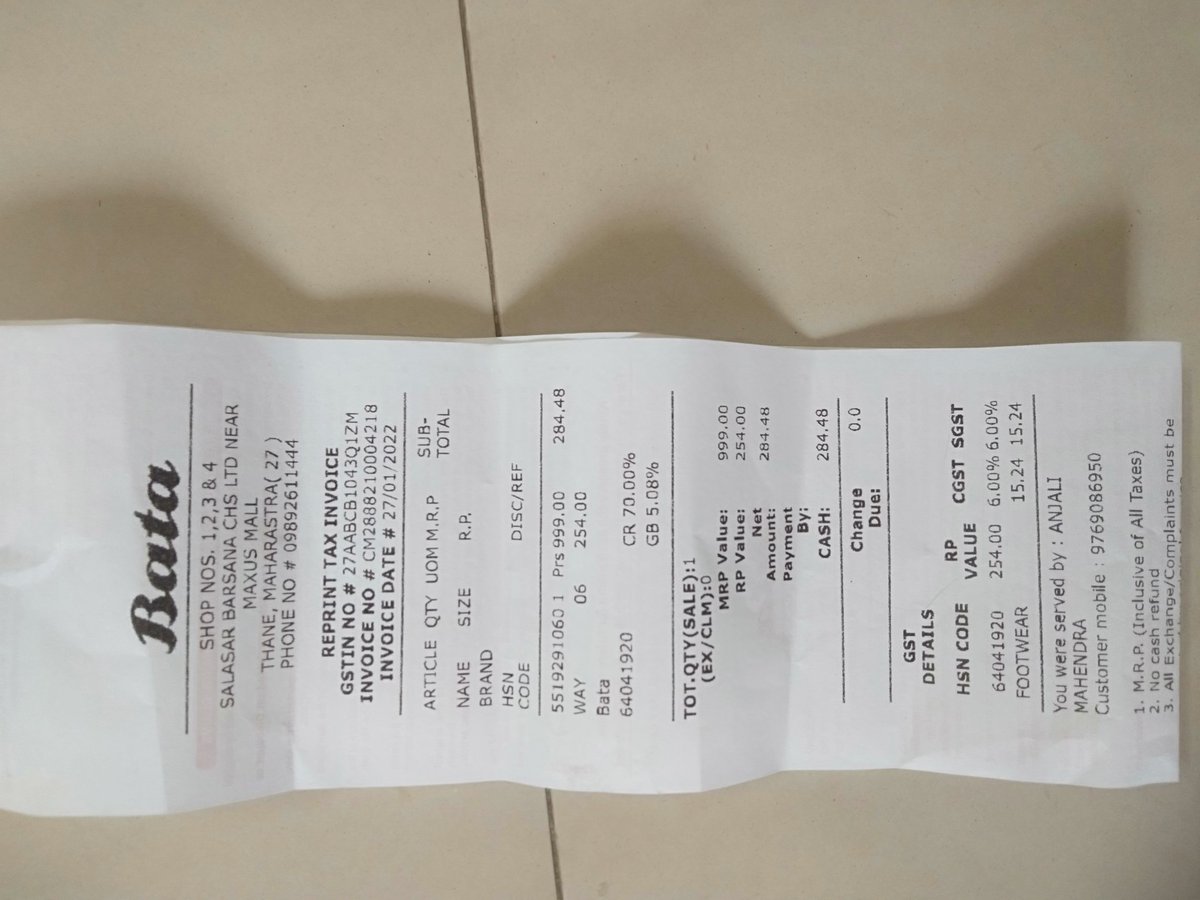 Bata
SHOP NOS. 1,2,3 & 4
SALASAR BARSANA CHS LTD NEAR
MAXUS MALL
THANE, MAHARASTRA( 27 )
PHONE NO # 09892611444
REPRINT TAX INVOICE
GSTIN NO # 27AABCB1043Q1ZM
INVOICE NO # CM2888210004218
INVOICE DATE # 27/01/2022
ARTICLE QTY UOM M.R.P SUB-
TOTAL
NAME SIZE R.P.
BRAND
HSN DISC/REF
CODE
5519291060 1 Prs 999.00 284.48
WAY 06 254.00
Bata
64041920 CR 70.00%
GB 5.08%
TOT.QTY(SALE):1
(EX/CLM):0
MRP Value: 999.00
RP Value: 254.00
Net 284.48
Amount:
Payment
By:
CASH: 284.48
Change 0.0
Due:
GST
DETAILS
HSN CODE RP VALUE CGST SGST
64041920 254.00 6.00% 6.00%
FOOTWEAR 15.24 15.24
You were served by : ANJALI
MAHENDRA
Customer mobile : 9769086950
1. M.R.P. (Inclusive of All Taxes)
2. No cash refund
3. All Exchange/Complaints must be